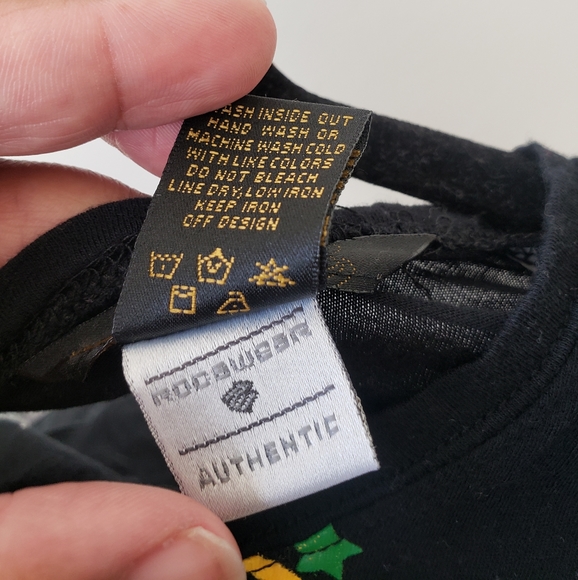 WASH INSIDE OUT
HAND WASH OR
MACHINE WASH COLD
WITH LIKE COLORS
DO NOT BLEACH
LINE DRY, LOW IRON
KEEP IRON
OFF DESIGN
ROCAWEAR
AUTHENTIC